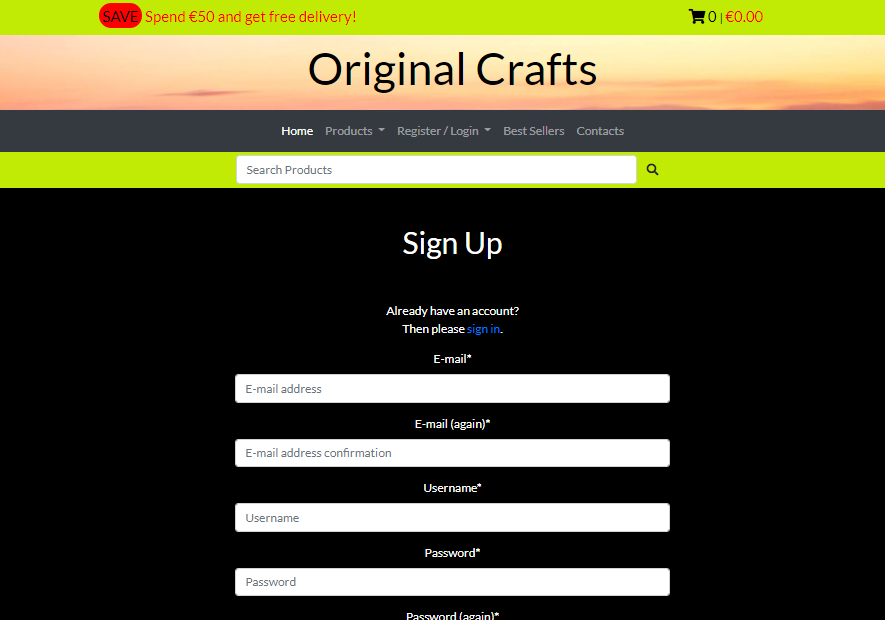 SAVE Spend €50 and get free delivery!
0 | €0.00
Original Crafts
Home Products Register / Login Best Sellers Contacts
Search Products
Sign Up
Already have an account?
Then please sign in.
E-mail*
E-mail address
E-mail (again)*
E-mail address confirmation
Username*
Username
Password*
Password
Password (again)*